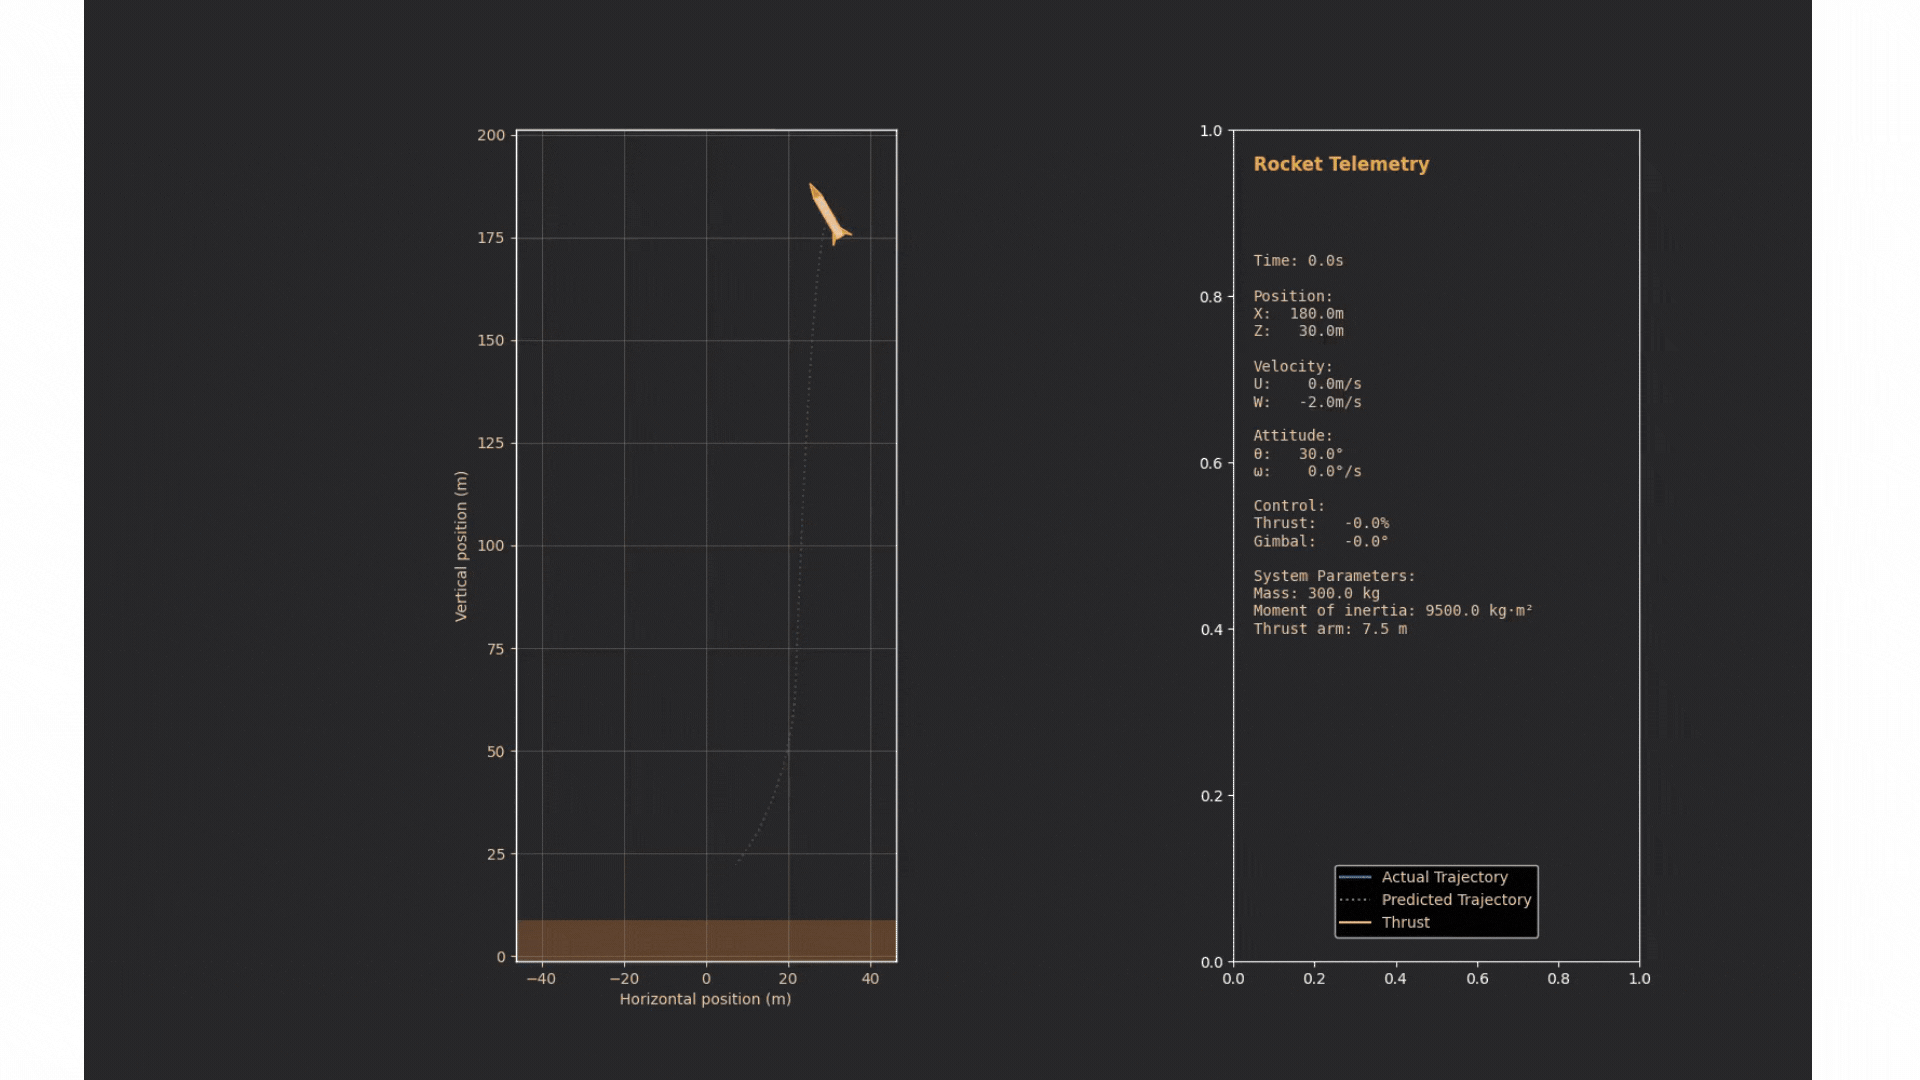 200
175
150
125
100
75
50
25
0
−40
−20
0
20
40
Vertical position (m)
Horizontal position (m)
1.0
0.8
0.6
0.4
0.2
0.0
0.0
0.2
0.4
0.6
0.8
1.0
Rocket Telemetry
Time: 0.0s
Position:
X: 180.0m
Z: 30.0m
Velocity:
U: 0.0m/s
W: -2.0m/s
Attitude:
θ: 30.0°
ω: 0.0°/s
Control:
Thrust: -0.0%
Gimbal: -0.0°
System Parameters:
Mass: 300.0 kg
Moment of inertia: 9500.0 kg·m²
Thrust arm: 7.5 m
Actual Trajectory
Predicted Trajectory
Thrust